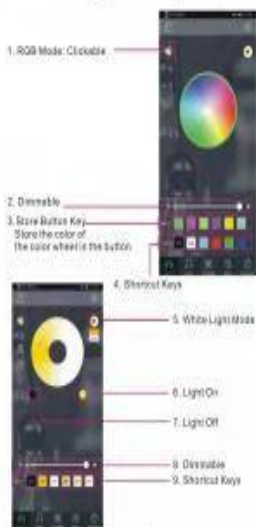 1. RGB Mode: Clickable
2. Dimmable
3. Store Button Key
Store the color of
the color wheel in the button
4. Shortcut Keys
5. White Light Mode
6. Light On
7. Light Off
8. Dimmable
9. Shortcut Keys